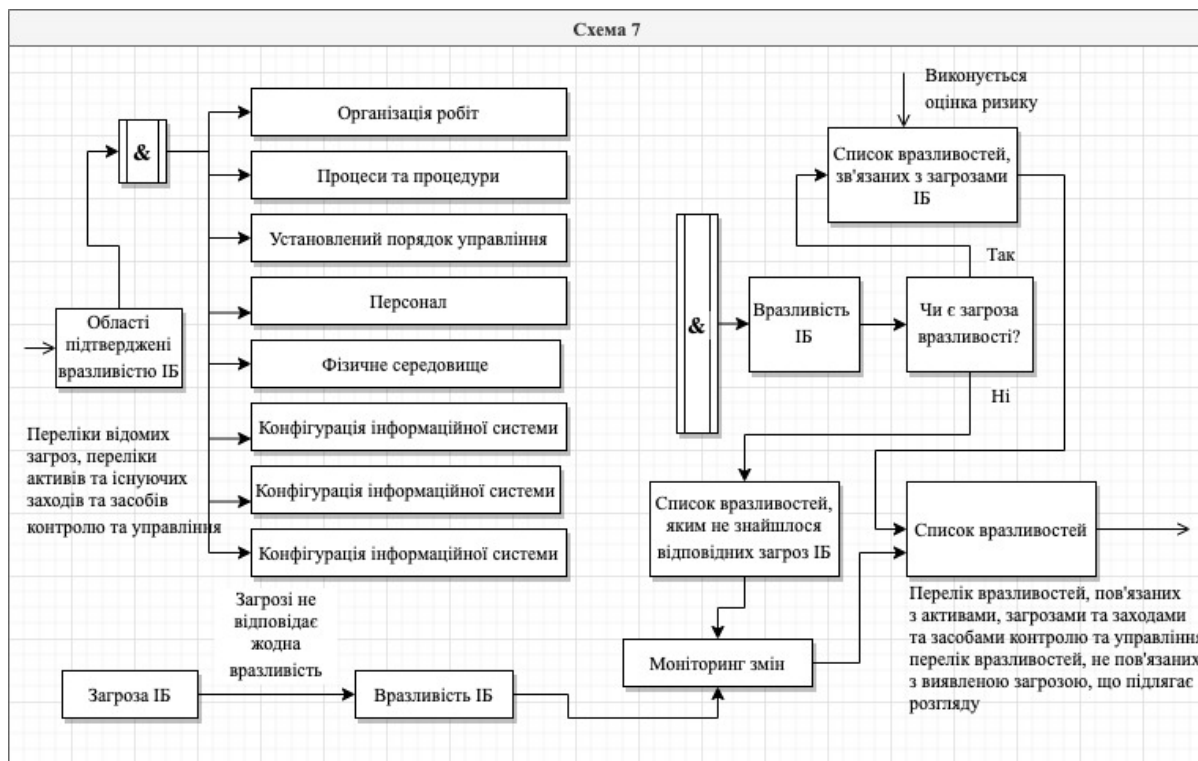 Схема 7
&
Організація робіт
Процеси та процедури
Установлений порядок управління
Персонал
Фізичне середовище
Конфігурація інформаційної системи
Конфігурація інформаційної системи
Конфігурація інформаційної системи
Області
підтверджені
вразливістю ІБ
Переліки відомих
загроз, переліки
активів та існуючих
заходів та засобів
контролю та управління
Загрозі не
відповідає
жодна
вразливість
Загроза ІБ
Вразливість ІБ
Виконується
оцінка ризику
Список вразливостей,
зв'язаних з загрозами
ІБ
Так
&
Вразливість
ІБ
Чи є загроза
вразливості?
Ні
Список вразливостей,
яким не знайшлося
відповідних загроз ІБ
Список вразливостей
Моніторинг змін
Перелік вразливостей, пов'язаних
з активами, загрозами та заходами
та засобами контролю та управління
перелік вразливостей, не пов'язаних
з виявленою загрозою, що підлягає
розгляду